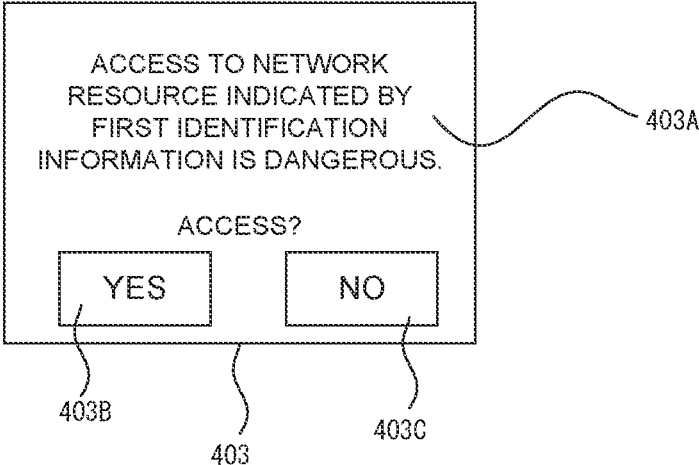 ACCESS TO NETWORK
RESOURCE INDICATED BY
FIRST IDENTIFICATION
INFORMATION IS DANGEROUS.
403A
ACCESS?
YES
NO
403B
403C
403